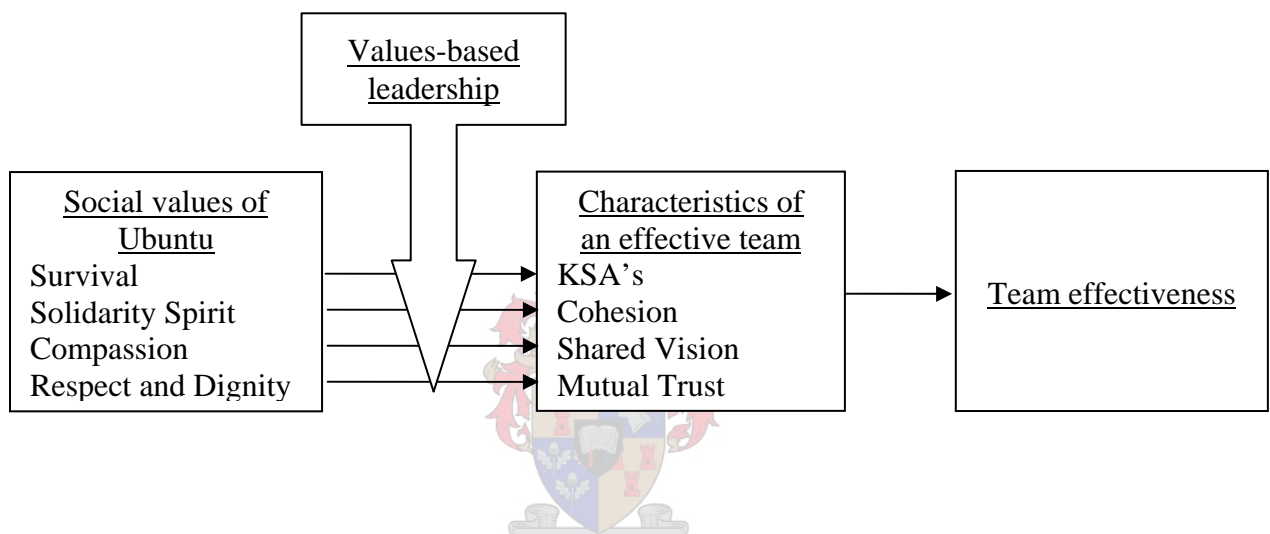 Values-based
leadership
Social values of
Ubuntu
Survival
Solidarity Spirit
Compassion
Respect and Dignity
Characteristics of
an effective team
KSA's
Cohesion
Shared Vision
Mutual Trust
Team effectiveness